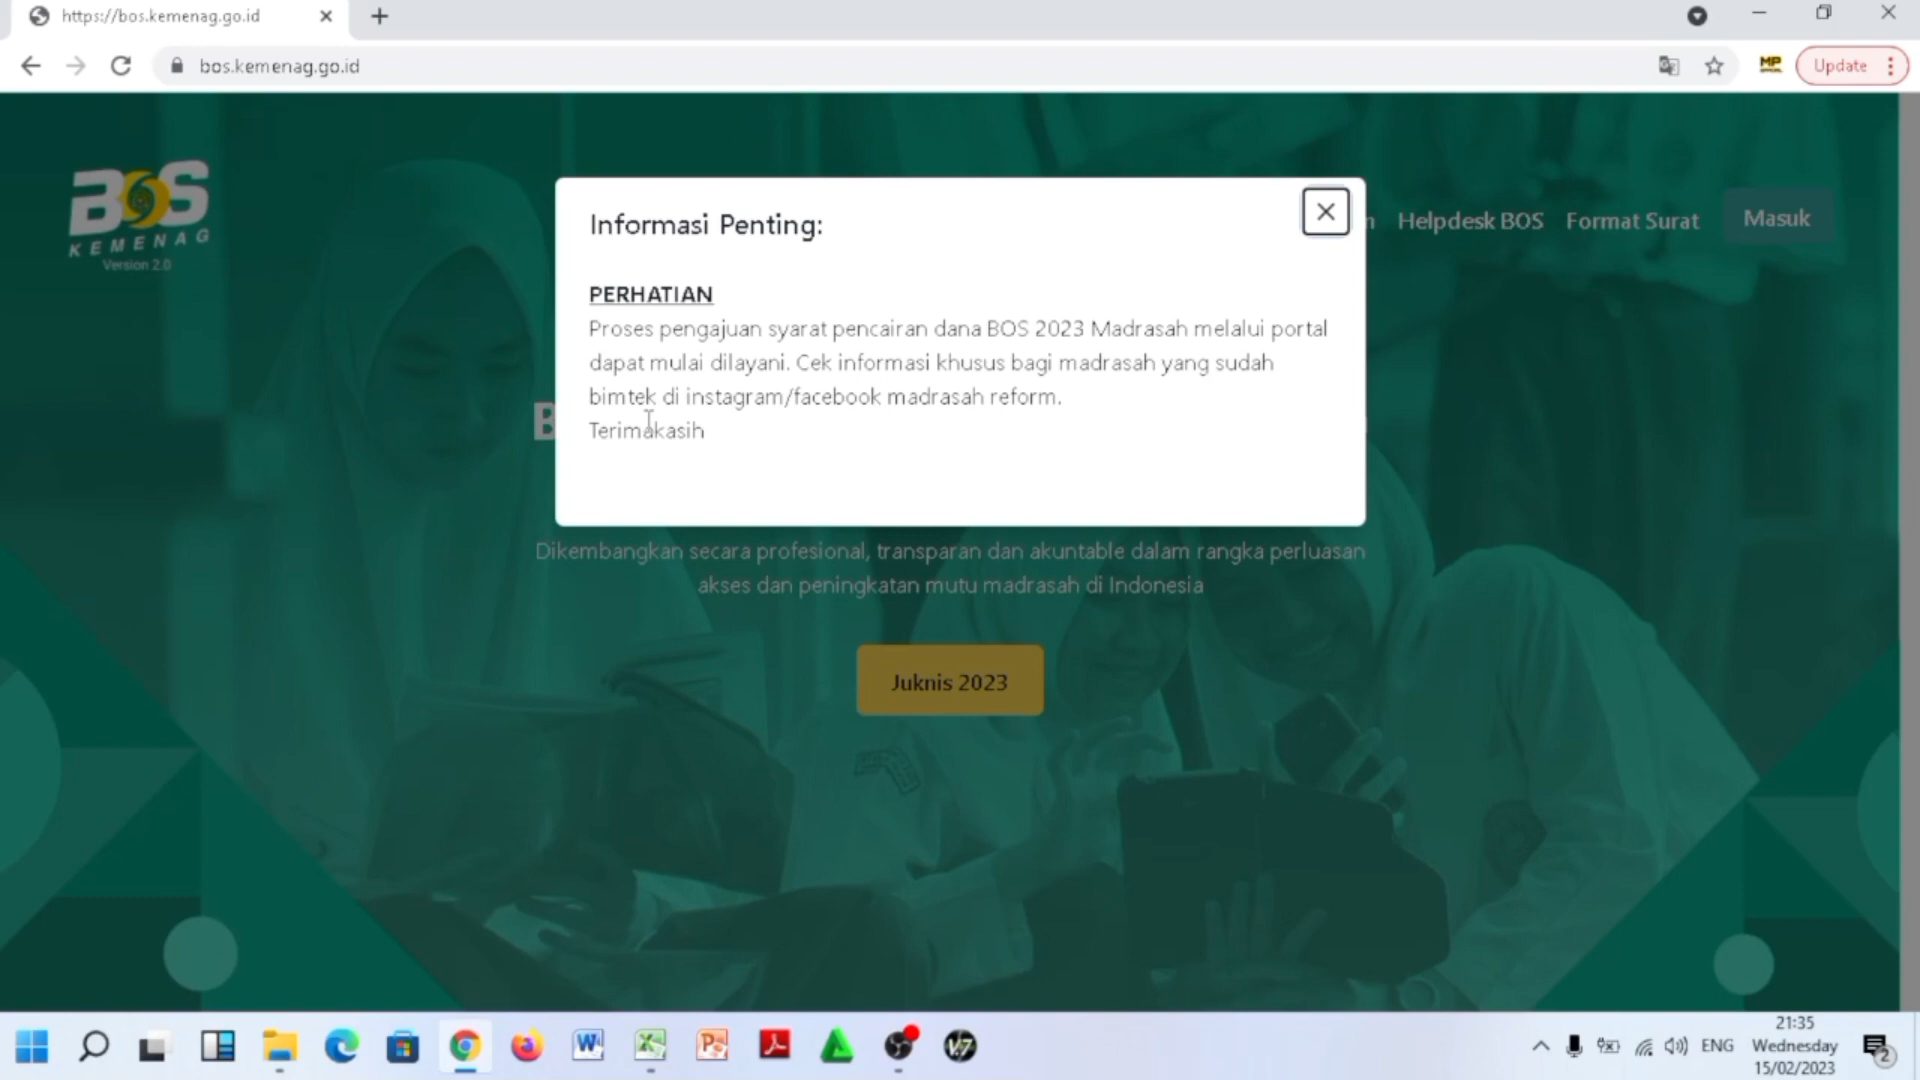 https://bos.kemenag.go.id
bos.kemenag.go.id
MP
Update
BOS
KEMENAG
Version 2.0
Helpdesk BOS
Format Surat
Masuk
Informasi Penting:
PERHATIAN
Proses pengajuan syarat pencairan dana BOS 2023 Madrasah melalui portal
dapat mulai dilayani. Cek informasi khusus bagi madrasah yang sudah
bimtek di instagram/facebook madrasah reform.
Terimakasih
Dikembangkan secara profesional, transparan dan akuntable dalam rangka perluasan
akses dan peningkatan mutu madrasah di Indonesia
Juknis 2023
V7
ENG
21:35
Wednesday
15/02/2023
2